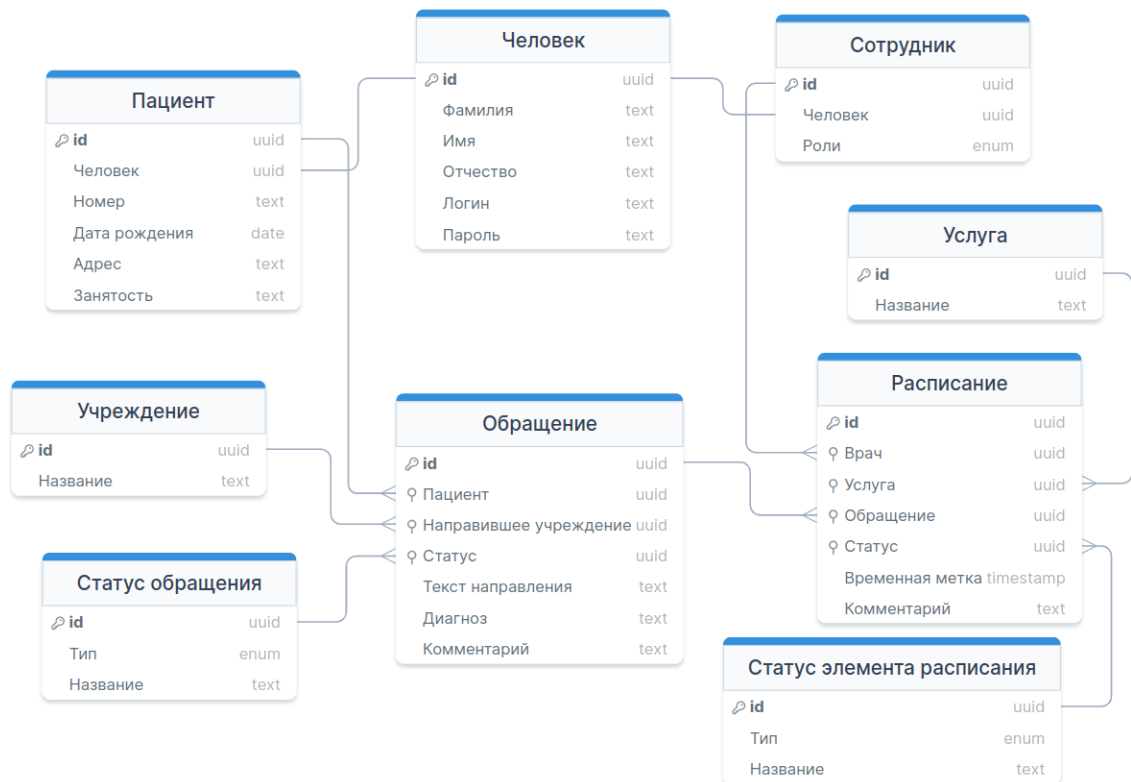 Человек
id uuid
Фамилия text
Имя text
Отчество text
Логин text
Пароль text
Сотрудник
id uuid
Человек uuid
Роли enum
Пациент
id uuid
Человек uuid
Номер text
Дата рождения date
Адрес text
Занятость text
Услуга
id uuid
Название text
Учреждение
id uuid
Название text
Обращение
id uuid
Пациент uuid
Направившее учреждение uuid
Статус uuid
Текст направления text
Диагноз text
Комментарий text
Расписание
id uuid
Врач uuid
Услуга uuid
Обращение uuid
Статус uuid
Временная метка timestamp
Комментарий text
Статус обращения
id uuid
Тип enum
Название text
Статус элемента расписания
id uuid
Тип enum
Название text